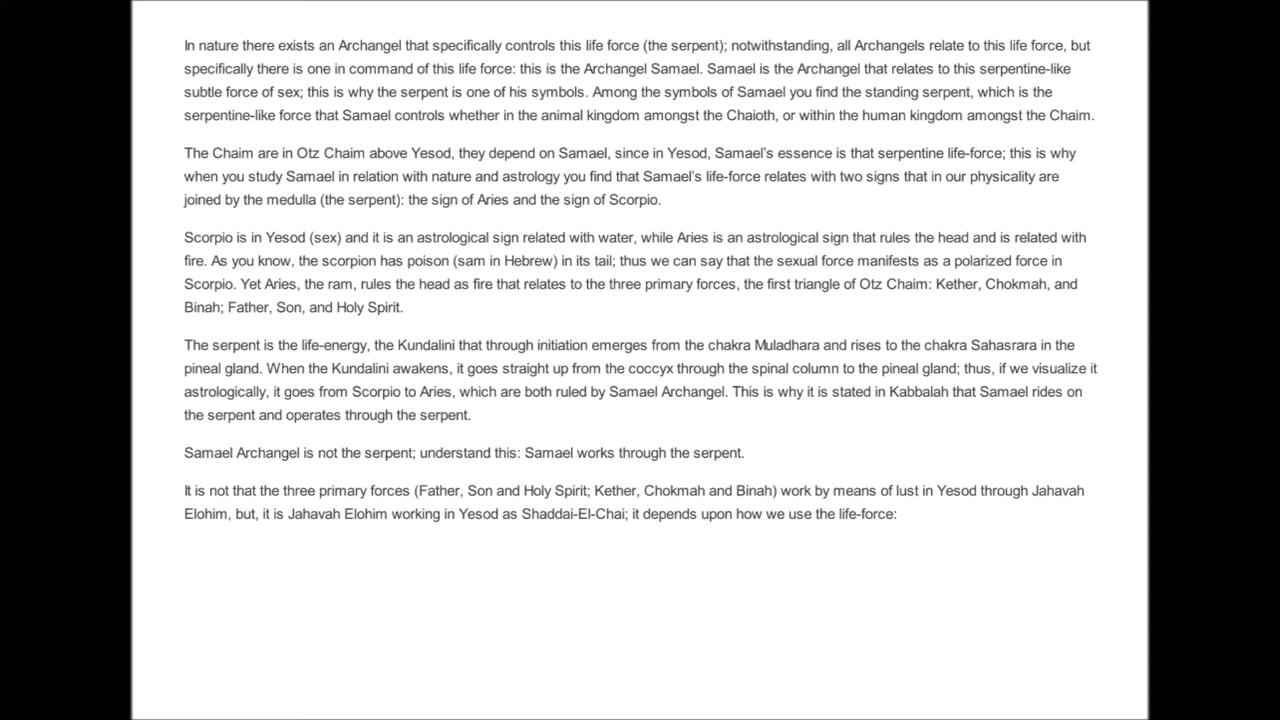 In nature there exists an Archangel that specifically controls this life force (the serpent); notwithstanding, all Archangels relate to this life force, but
specifically there is one in command of this life force: this is the Archangel Samael. Samael is the Archangel that relates to this serpentine-like
subtle force of sex; this is why the serpent is one of his symbols. Among the symbols of Samael you find the standing serpent, which is the
serpentine-like force that Samael controls whether in the animal kingdom amongst the Chaioth, or within the human kingdom amongst the Chaim.
The Chaim are in Otz Chaim above Yesod, they depend on Samael, since in Yesod, Samael's essence is that serpentine life-force; this is why
when you study Samael in relation with nature and astrology you find that Samael's life-force relates with two signs that in our physicality are
joined by the medulla (the serpent): the sign of Aries and the sign of Scorpio.
Scorpio is in Yesod (sex) and it is an astrological sign related with water, while Aries is an astrological sign that rules the head and is related with
fire. As you know, the scorpion has poison (sam in Hebrew) in its tail; thus we can say that the sexual force manifests as a polarized force in
Scorpio. Yet Aries, the ram, rules the head as fire that relates to the three primary forces, the first triangle of Otz Chaim: Kether, Chokmah, and
Binah; Father, Son, and Holy Spirit.
The serpent is the life-energy, the Kundalini that through initiation emerges from the chakra Muladhara and rises to the chakra Sahasrara in the
pineal gland. When the Kundalini awakens, it goes straight up from the coccyx through the spinal column to the pineal gland; thus, if we visualize it
astrologically, it goes from Scorpio to Aries, which are both ruled by Samael Archangel. This is why it is stated in Kabbalah that Samael rides on
the serpent and operates through the serpent.
Samael Archangel is not the serpent; understand this: Samael works through the serpent.
It is not that the three primary forces (Father, Son and Holy Spirit; Kether, Chokmah and Binah) work by means of lust in Yesod through Jahavah
Elohim, but, it is Jahavah Elohim working in Yesod as Shaddai-El-Chai; it depends upon how we use the life-force: